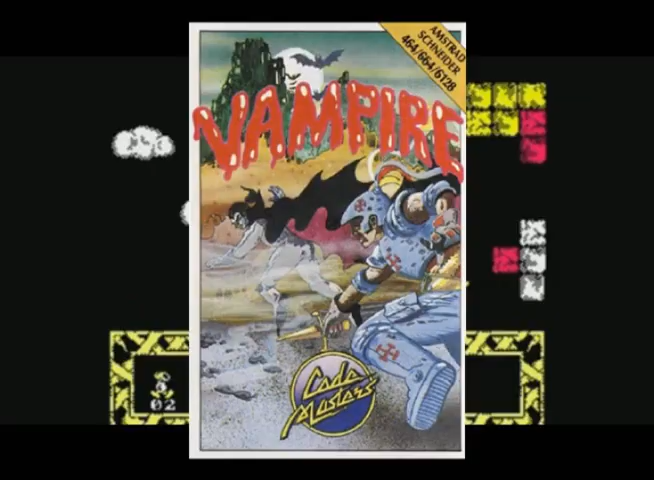 AMSTRAD
SCHNEIDER
464/664/6128
VAMPIRE
Code
Masters
02